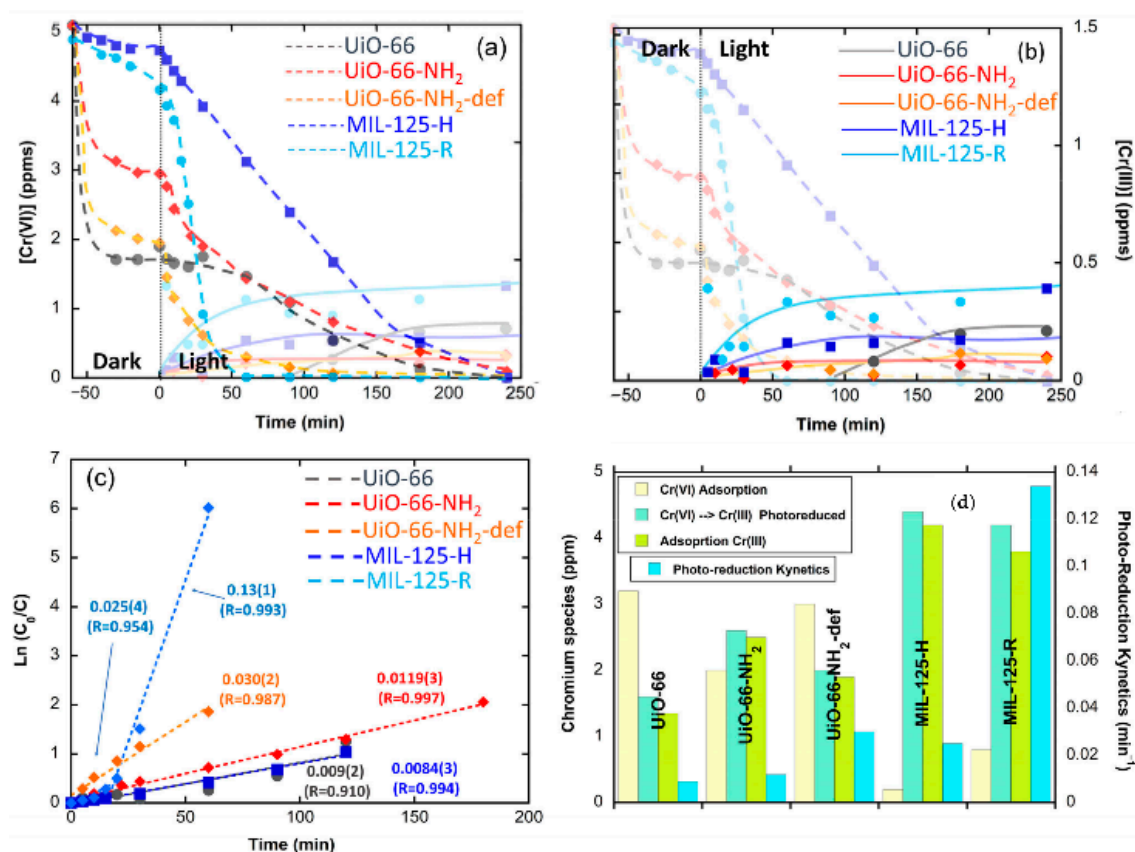 (a)
UiO-66
UiO-66-NH2
UiO-66-NH2-def
MIL-125-H
MIL-125-R
Dark
Light
[Cr(VI)] (ppms)
5
4
3
2
1
0
-50 0 50 100 150 200 250
Time (min)
(b)
Dark Light
UiO-66
UiO-66-NH2
UiO-66-NH2-def
MIL-125-H
MIL-125-R
[Cr(III)] (ppms)
1.5
1
0.5
0
-50 0 50 100 150 200 250
Time (min)
(c)
UiO-66
UiO-66-NH2
UiO-66-NH2-def
MIL-125-H
MIL-125-R
Ln (C0/C)
7
6
5
4
3
2
1
0
0.025(4)
(R=0.954)
0.13(1)
(R=0.993)
0.030(2)
(R=0.987)
0.0119(3)
(R=0.997)
0.009(2)
(R=0.910)
0.0084(3)
(R=0.994)
0 50 100 150 200
Time (min)
(d)
Cr(VI) Adsorption
Cr(VI) --> Cr(III) Photoreduced
Adsoprtion Cr(III)
Photo-reduction Kynetics
Chromium species (ppm)
5
4
3
2
1
0
UiO-66
UiO-66-NH2
UiO-66-NH2-def
MIL-125-H
MIL-125-R
0.14
0.12
0.1
0.08
0.06
0.04
0.02
0
Photo-Reduction Kynetics (min-1)